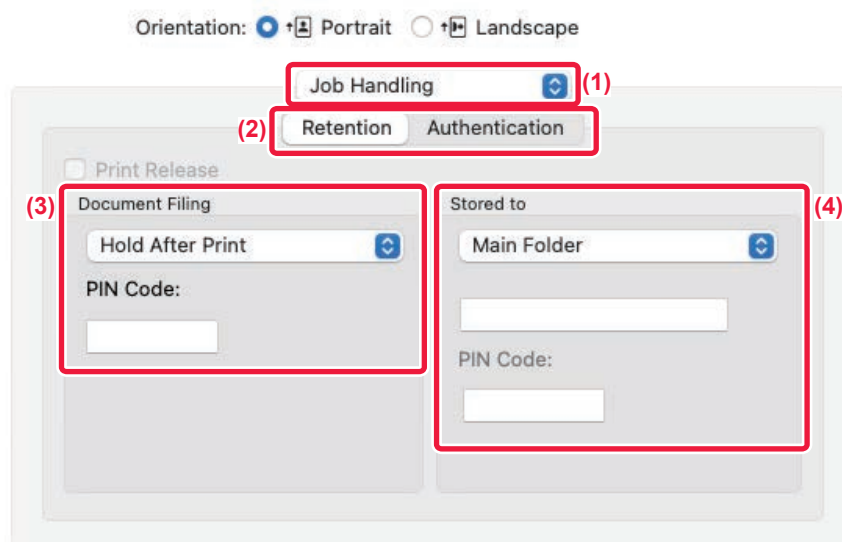 Orientation: Portrait Landscape
Job Handling (1)
(2) Retention Authentication
Print Release
(3) Document Filing Stored to (4)
Hold After Print Main Folder
PIN Code:
PIN Code: